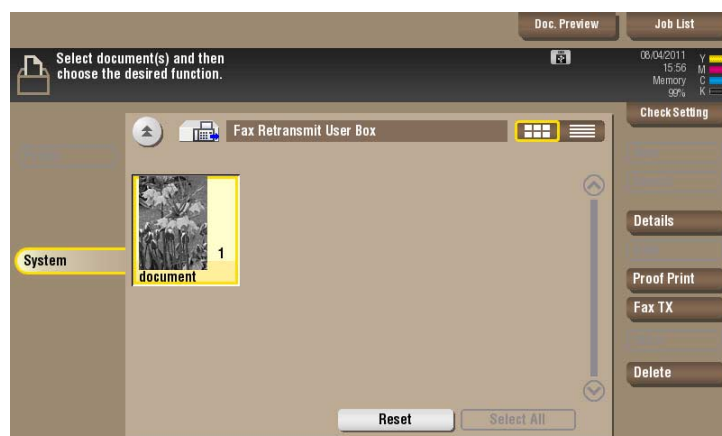 Doc. Preview
Job List
Select document(s) and then
choose the desired function.
08/04/2011
15:56
Memory
99%
Y
M
C
K
Check Setting
Fax Retransmit User Box
1
document
System
Details
Proof Print
Fax TX
Delete
Reset
Select All